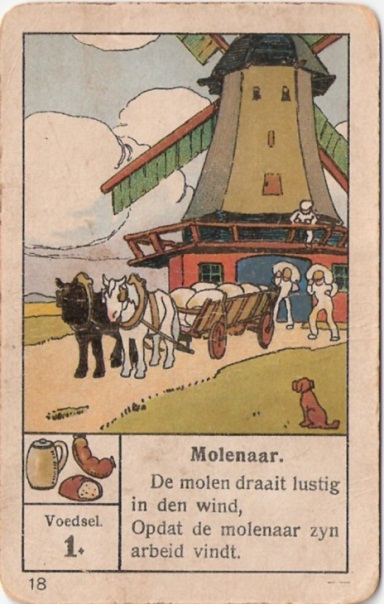 Molenaar.
De molen draait lustig
in den wind,
Opdat de molenaar zyn
arbeid vindt.
Voedsel.
1.
18